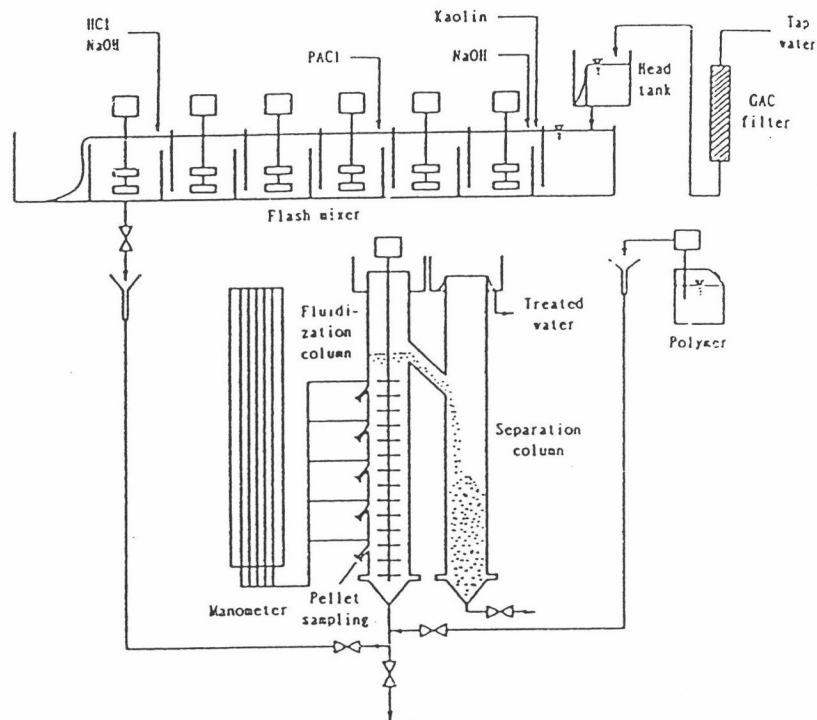 HCl
NaOH
PACl
Kaolin
NaOH
Head
tank
Tap
water
GAC
filter
Flash mixer
Fluidi-
zation
column
Treated
water
Polymer
Separation
column
Manometer
Pellet
sampling